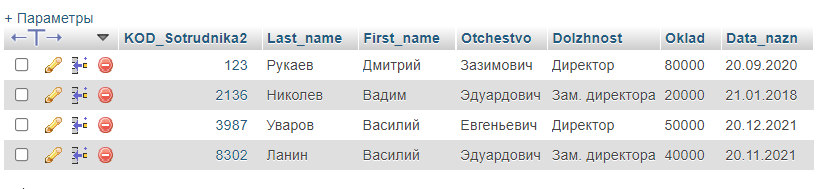 + Параметры
←T→ KOD_Sotrudnika2 Last_name First_name Otchestvo Dolzhnost Oklad Data_nazn
123 Рукаев Дмитрий Зазимович Директор 80000 20.09.2020
2136 Николев Вадим Эдуардович Зам. директора 20000 21.01.2018
3987 Уваров Василий Евгеньевич Директор 50000 20.12.2021
8302 Ланин Василий Эдуардович Зам. директора 40000 20.11.2021